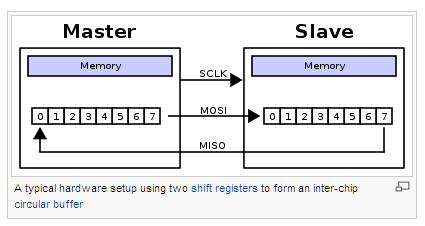 Master
Slave
Memory
SCLK
Memory
MOSI
0 1 2 3 4 5 6 7
0 1 2 3 4 5 6 7
MISO
A typical hardware setup using two shift registers to form an inter-chip
circular buffer